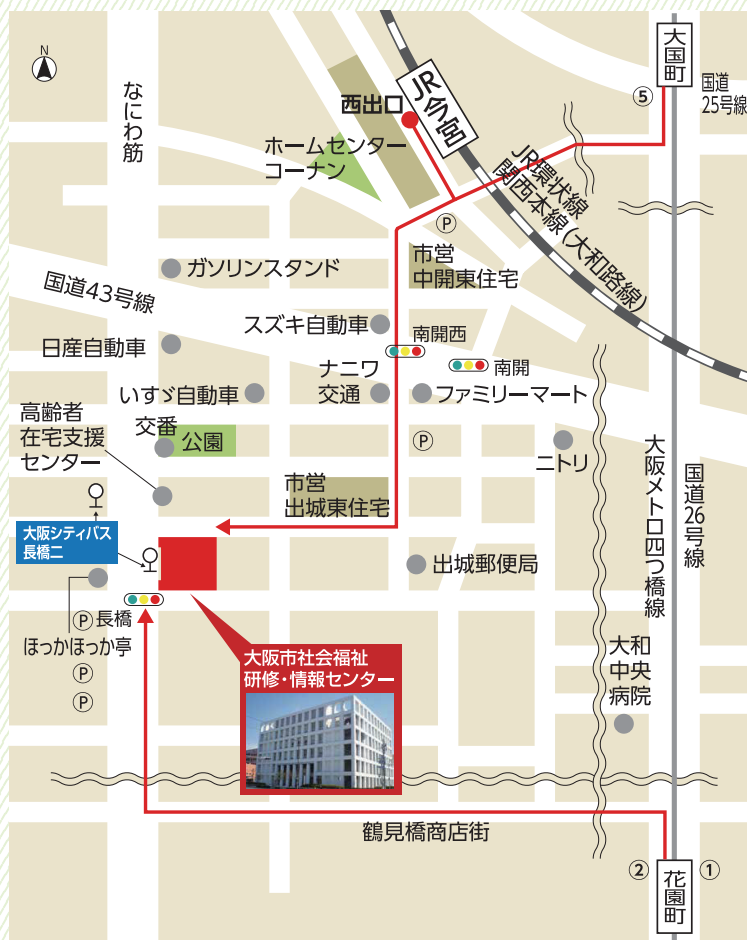 N
なにわ筋
大国町
国道
25号線
⑤
JR今宮
西出口
ホームセンター
コーナン
JR環状線
関西本線(大和路線)
Ⓟ
市営
中開東住宅
ガソリンスタンド
国道43号線
スズキ自動車
南開西
日産自動車
南開
ナニワ
交通
いすゞ自動車
ファミリーマート
高齢者
在宅支援
センター
交番
公園
Ⓟ
ニトリ
大阪メトロ四つ橋線
国道26号線
市営
出城東住宅
大阪シティバス
長橋二
出城郵便局
Ⓟ
長橋
ほっかほっか亭
Ⓟ
Ⓟ
大阪市社会福祉
研修・情報センター
大和
中央
病院
鶴見橋商店街
②
①
花園町